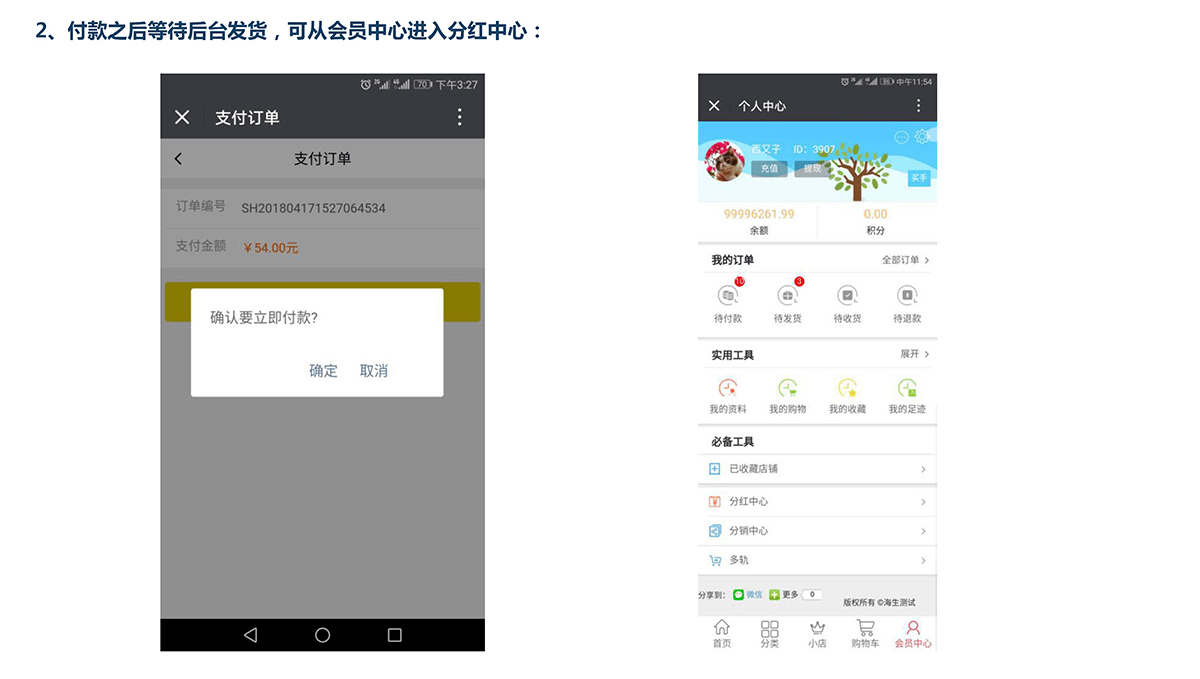 2、付款之后等待后台发货，可从会员中心进入分红中心：
下午3:27
支付订单
支付订单
订单编号 SH201804171527064534
支付金额 ￥54.00元
确认要立即付款?
确定 取消
中午11:54
个人中心
西又子 ID：3907
充值 提现
买手
99996261.99 0.00
余额 积分
我的订单 全部订单
3
待付款 待发货 待收货 待退款
实用工具 展开
我的资料 我的购物 我的收藏 我的足迹
必备工具
已收藏店铺
分红中心
分销中心
多轨
分享到： 微信 更多 0
版权所有 ©海生测试
首页 分类 小店 购物车 会员中心